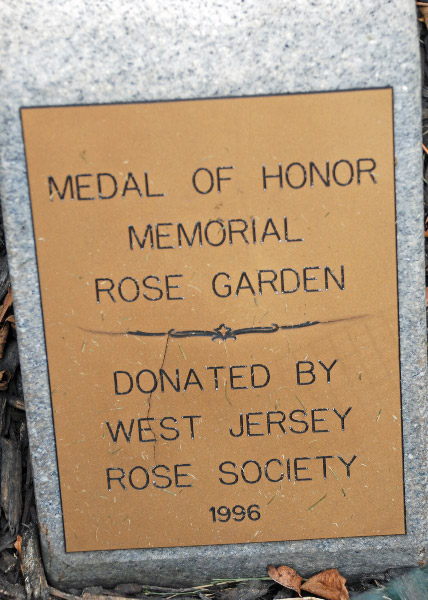 MEDAL OF HONOR
MEMORIAL
ROSE GARDEN
DONATED BY
WEST JERSEY
ROSE SOCIETY
1996